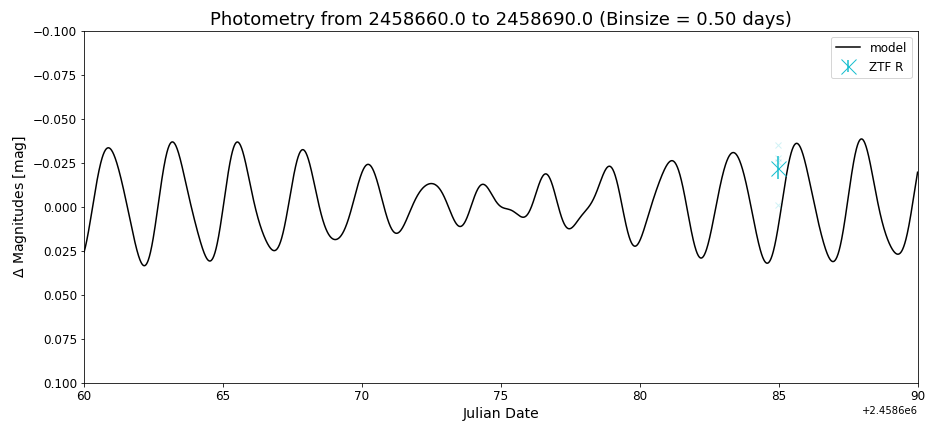 Photometry from 2458660.0 to 2458690.0 (Binsize = 0.50 days)
−0.100
−0.075
−0.050
−0.025
0.000
0.025
0.050
0.075
0.100
Δ Magnitudes [mag]
model
ZTF R
60 65 70 75 80 85 90
+2.4586e6
Julian Date